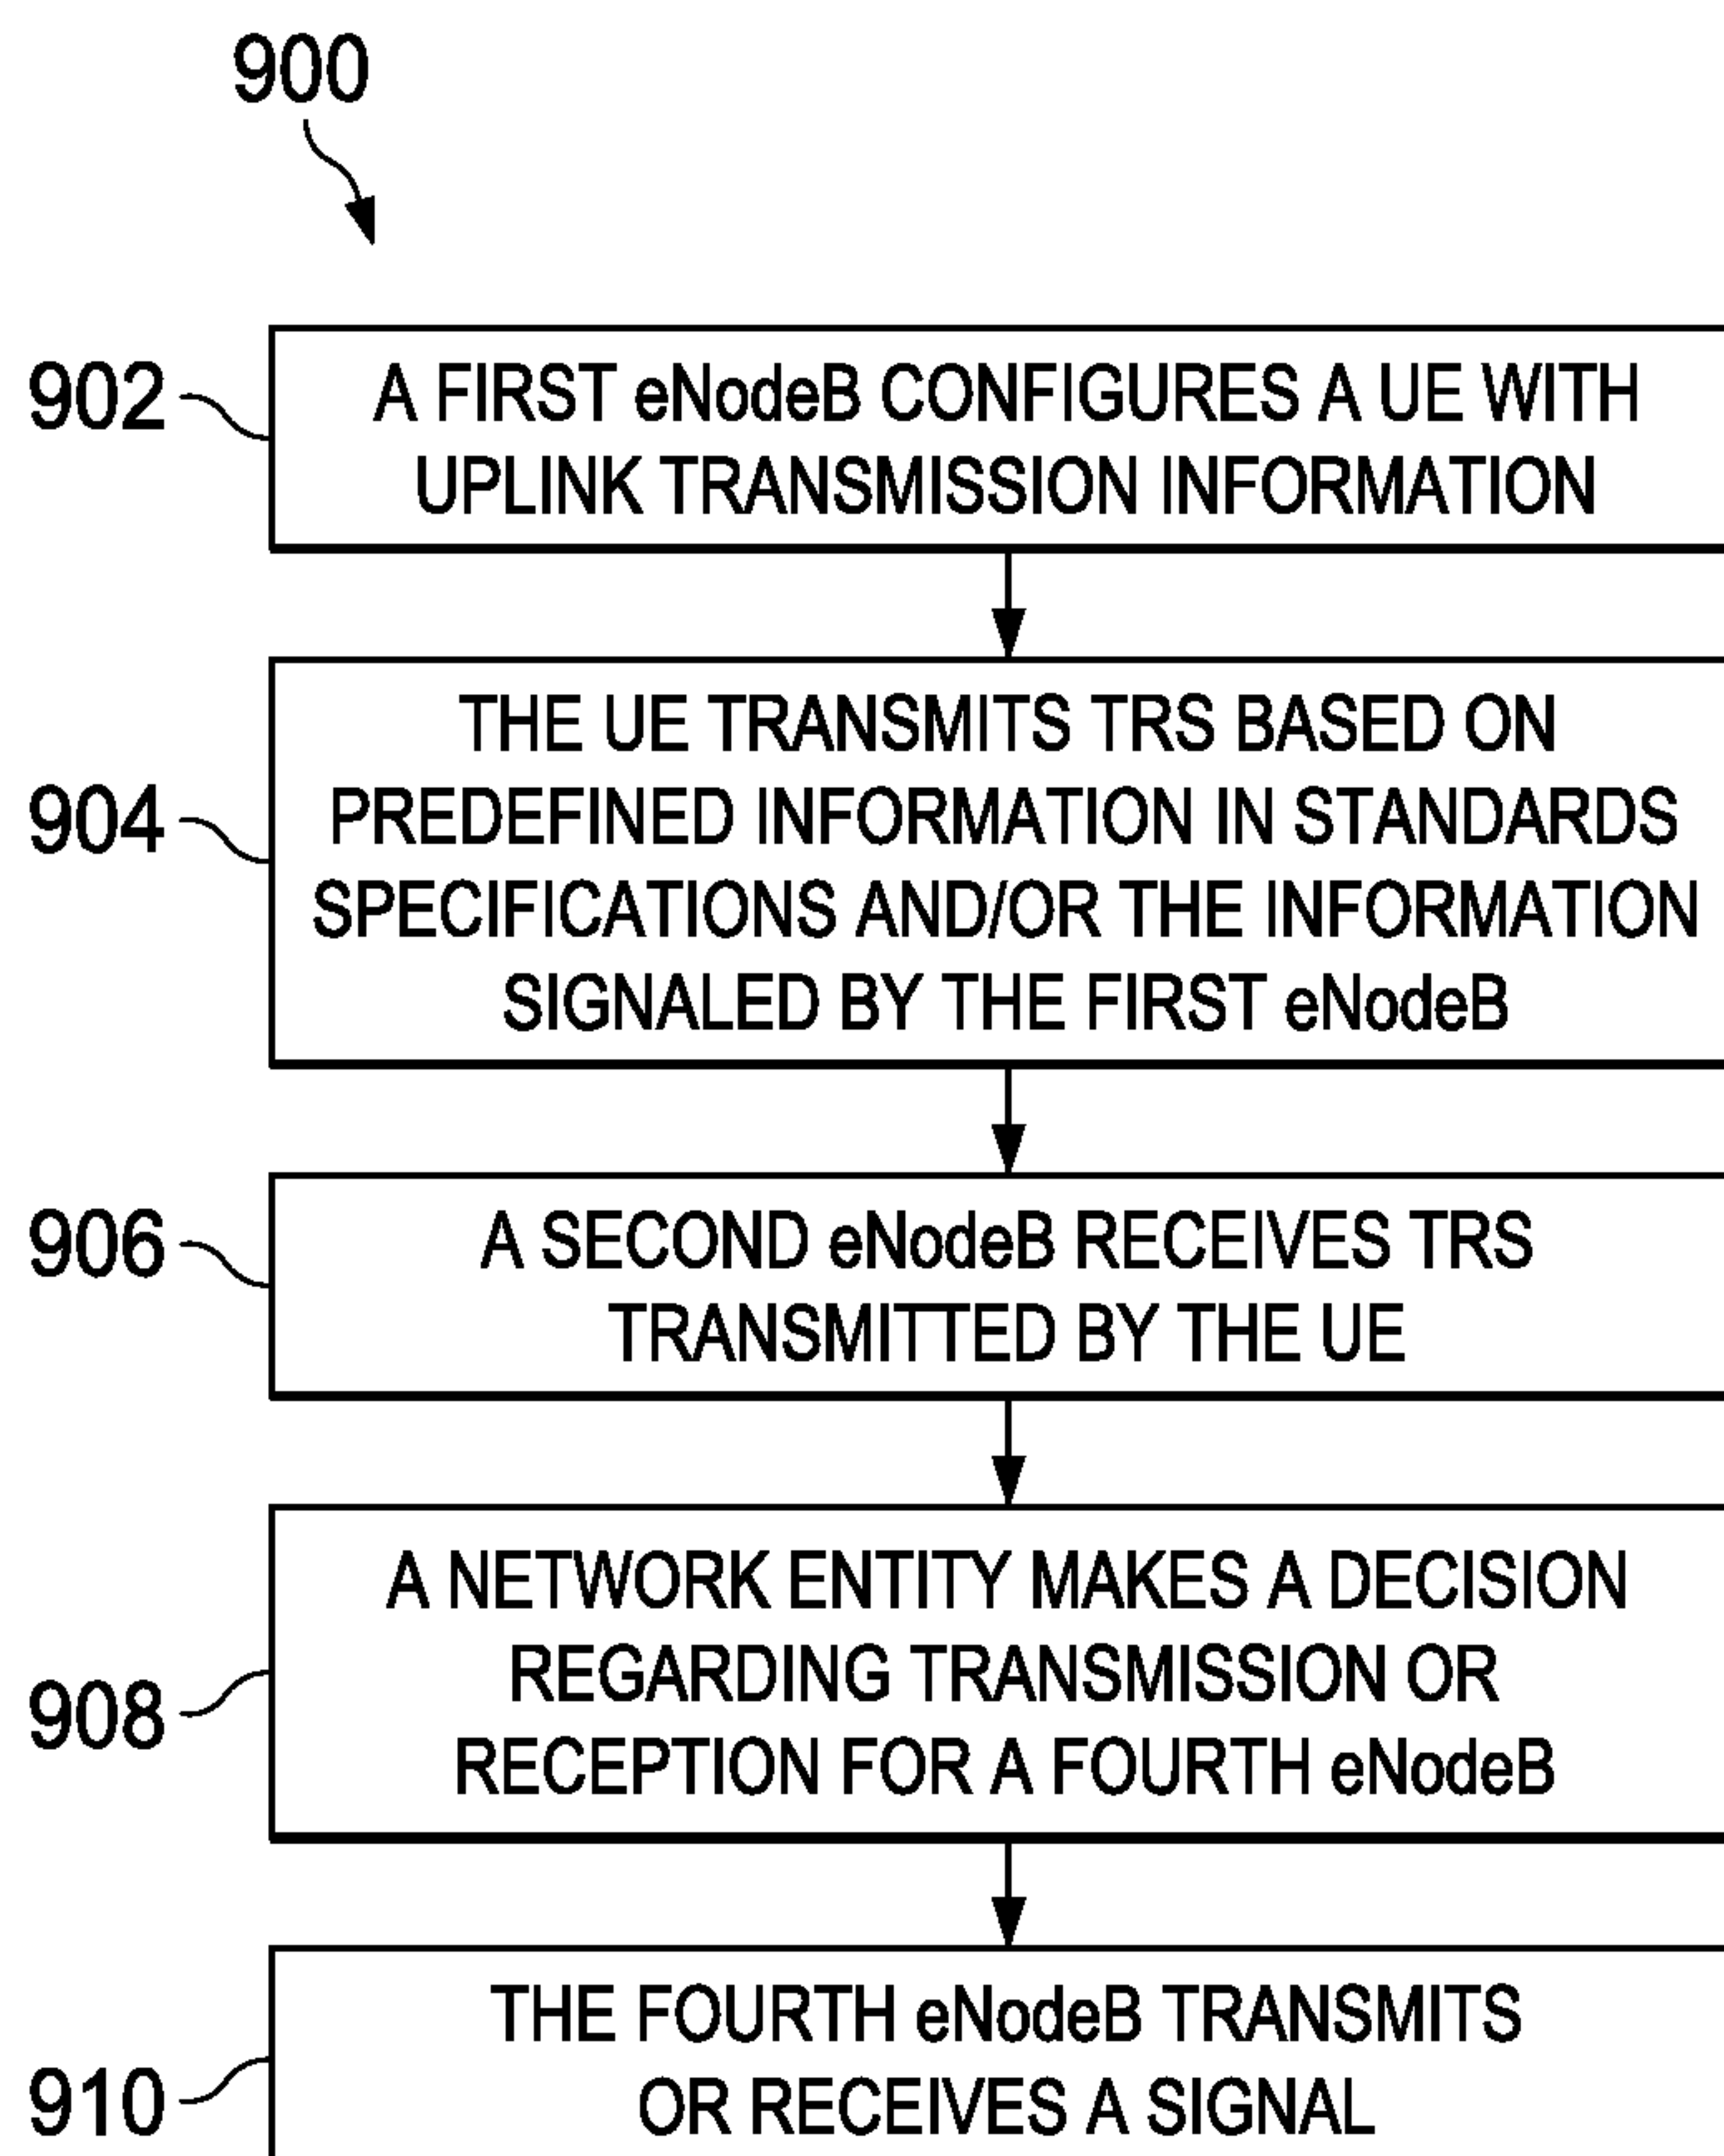 900
902
A FIRST eNodeB CONFIGURES A UE WITH
UPLINK TRANSMISSION INFORMATION
904
THE UE TRANSMITS TRS BASED ON
PREDEFINED INFORMATION IN STANDARDS
SPECIFICATIONS AND/OR THE INFORMATION
SIGNALED BY THE FIRST eNodeB
906
A SECOND eNodeB RECEIVES TRS
TRANSMITTED BY THE UE
908
A NETWORK ENTITY MAKES A DECISION
REGARDING TRANSMISSION OR
RECEPTION FOR A FOURTH eNodeB
910
THE FOURTH eNodeB TRANSMITS
OR RECEIVES A SIGNAL